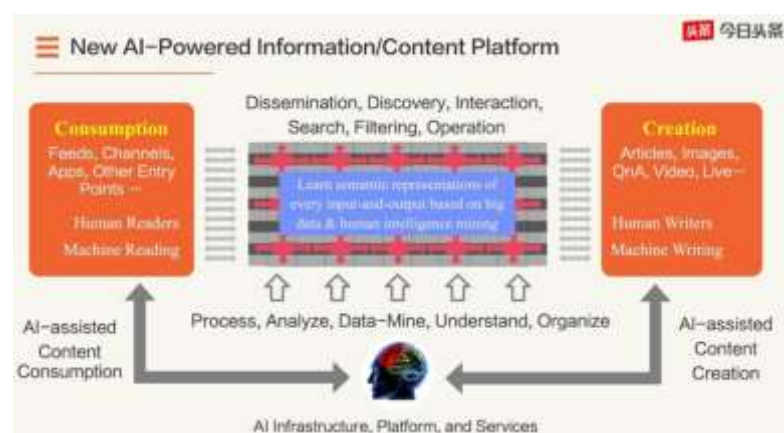 New AI-Powered Information/Content Platform
头条 今日头条
Dissemination, Discovery, Interaction,
Search, Filtering, Operation
Consumption
Feeds, Channels,
Apps, Other Entry
Points ···
Human Readers
Machine Reading
Learn semantic representations of
every input-and-output based on big
data & human intelligence mining
Creation
Articles, Images,
QnA, Video, Live···
Human Writers
Machine Writing
Process, Analyze, Data-Mine, Understand, Organize
AI-assisted
Content
Consumption
AI-assisted
Content
Creation
AI Infrastructure, Platform, and Services